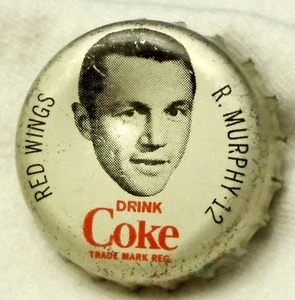 RED WINGS
R. MURPHY-12
DRINK
Coke
TRADE MARK REG.